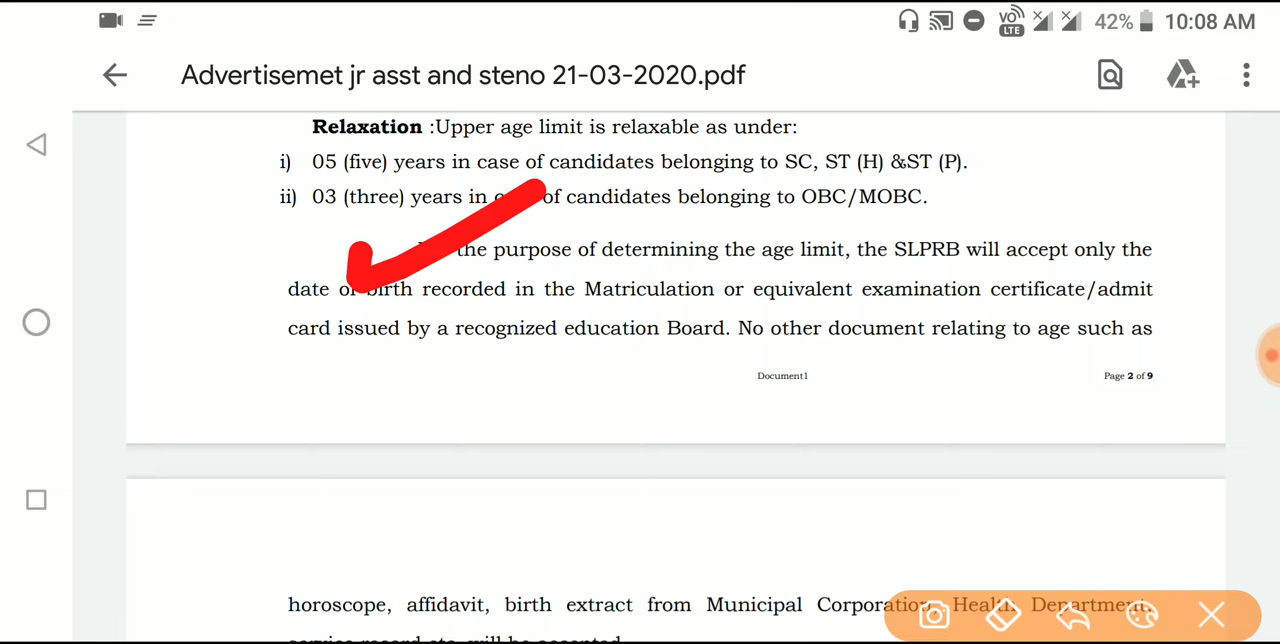 VO LTE 42% 10:08 AM
Advertisemet jr asst and steno 21-03-2020.pdf
Relaxation :Upper age limit is relaxable as under:
i) 05 (five) years in case of candidates belonging to SC, ST (H) &ST (P).
ii) 03 (three) years in of candidates belonging to OBC/MOBC.
the purpose of determining the age limit, the SLPRB will accept only the
date of birth recorded in the Matriculation or equivalent examination certificate/admit
card issued by a recognized education Board. No other document relating to age such as
Document1 Page 2 of 9
horoscope, affidavit, birth extract from Municipal Corporation, Health Department,